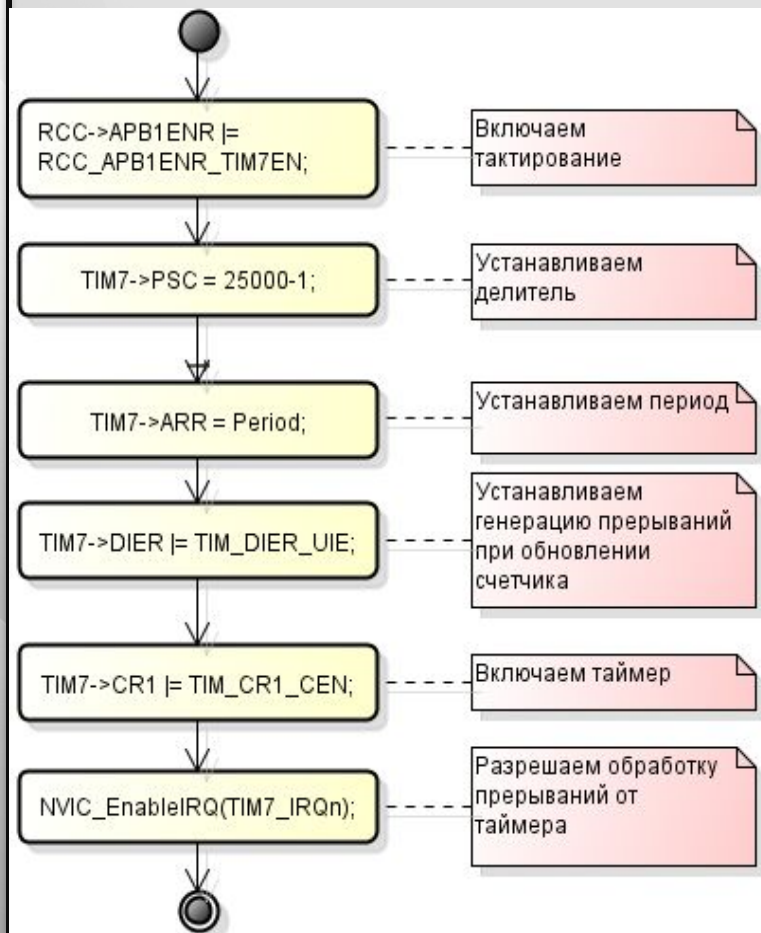 RCC->APB1ENR |=
RCC_APB1ENR_TIM7EN;
Включаем
тактирование
TIM7->PSC = 25000-1;
Устанавливаем
делитель
TIM7->ARR = Period;
Устанавливаем период
TIM7->DIER |= TIM_DIER_UIE;
Устанавливаем
генерацию прерываний
при обновлении
счетчика
TIM7->CR1 |= TIM_CR1_CEN;
Включаем таймер
NVIC_EnableIRQ(TIM7_IRQn);
Разрешаем обработку
прерываний от
таймера